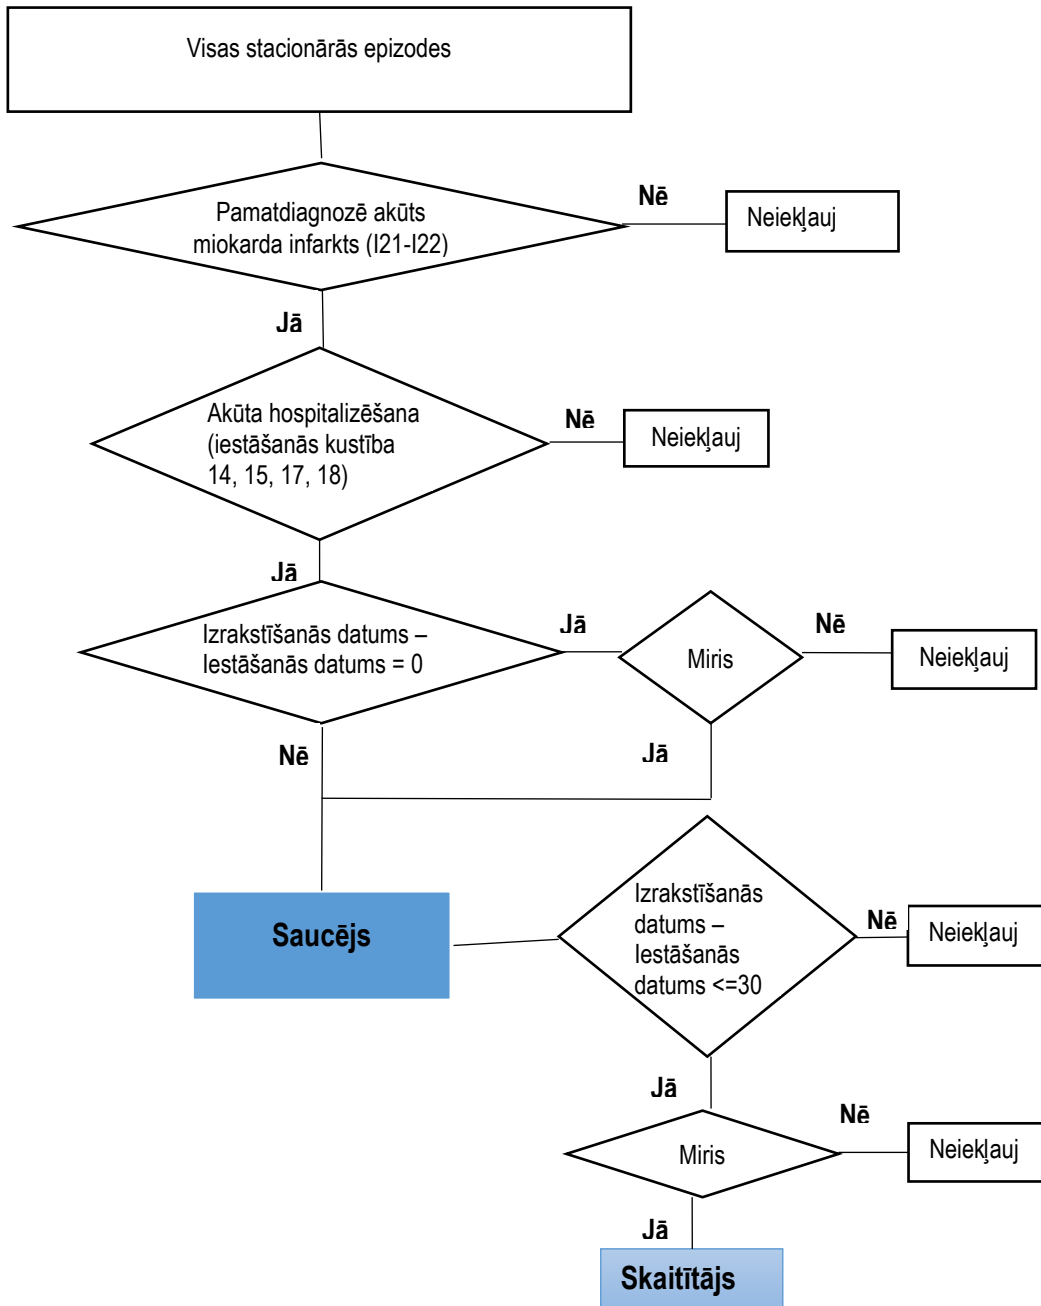 Visas stacionārās epizodes
Pamatdiagnozē akūts
miokarda infarkts (I21-I22)
Nē
Neiekļauj
Jā
Akūta hospitalizēšana
(iestāšanās kustība
14, 15, 17, 18)
Nē
Neiekļauj
Jā
Izrakstīšanās datums –
Iestāšanās datums = 0
Jā
Miris
Nē
Neiekļauj
Nē
Jā
Saucējs
Izrakstīšanās
datums –
Iestāšanās
datums <=30
Nē
Neiekļauj
Jā
Miris
Nē
Neiekļauj
Jā
Skaitītājs